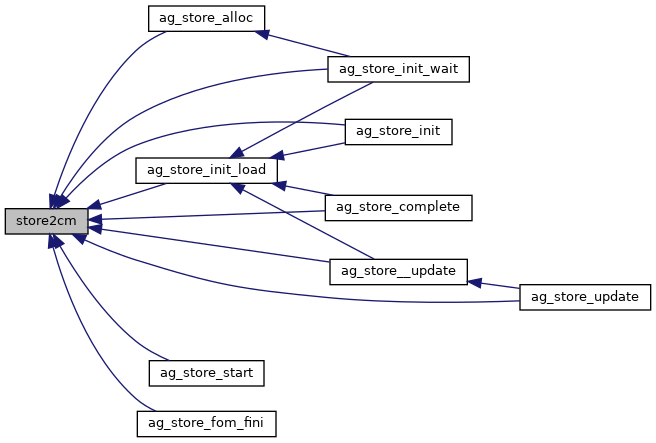 ag_store_alloc
ag_store_init_wait
ag_store_init
ag_store_init_load
ag_store_complete
store2cm
ag_store__update
ag_store_update
ag_store_start
ag_store_fom_fini